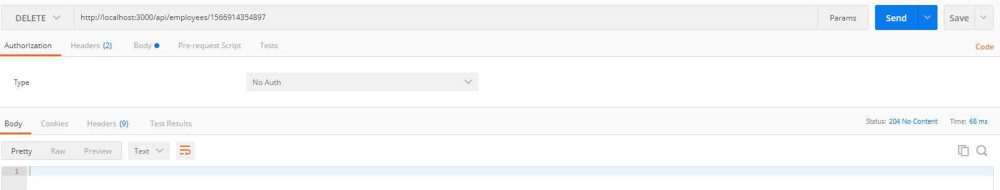 DELETE http://localhost:3000/api/employees/1566914354897 Params Send Save
Authorization Headers (2) Body Pre-request Script Tests Code
Type No Auth
Body Cookies Headers (9) Test Results Status: 204 No Content Time: 68 ms
Pretty Raw Preview Text
1